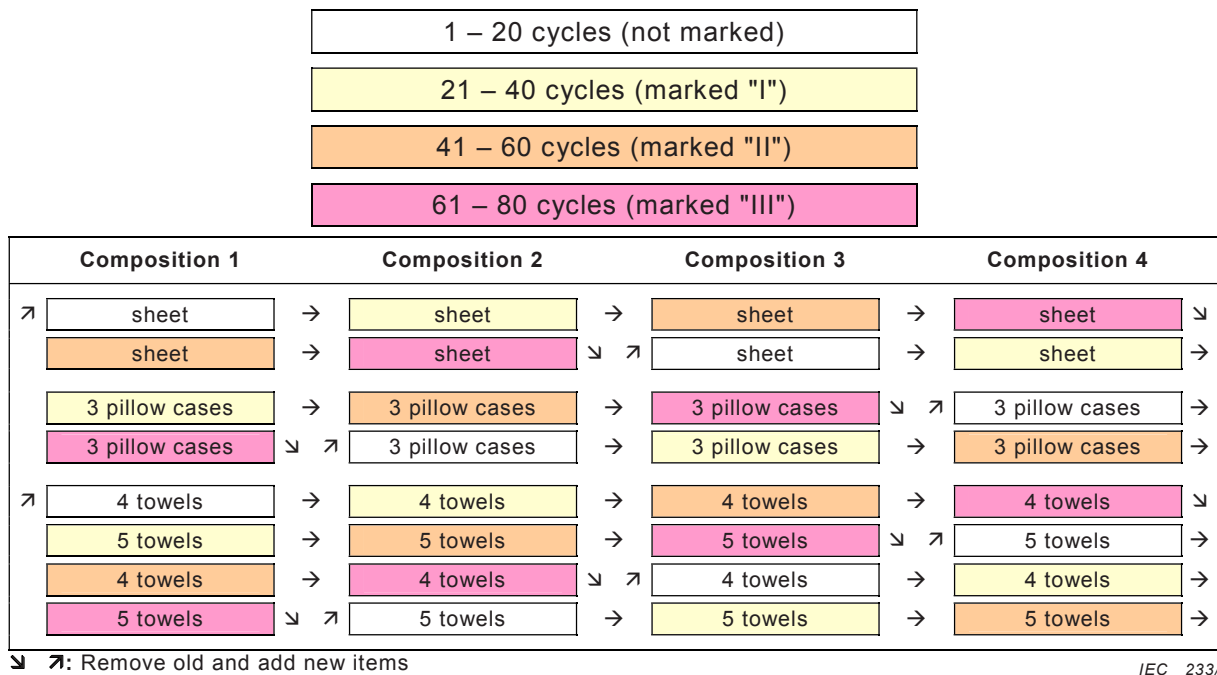 1 – 20 cycles (not marked)
21 – 40 cycles (marked "I")
41 – 60 cycles (marked "II")
61 – 80 cycles (marked "III")
Composition 1 Composition 2 Composition 3 Composition 4
↗ sheet → sheet → sheet → sheet ↘
sheet → sheet ↘ ↗ sheet → sheet →
3 pillow cases → 3 pillow cases → 3 pillow cases ↘ ↗ 3 pillow cases →
3 pillow cases ↘ ↗ 3 pillow cases → 3 pillow cases → 3 pillow cases →
↗ 4 towels → 4 towels → 4 towels → 4 towels ↘
5 towels → 5 towels → 5 towels ↘ ↗ 5 towels →
4 towels → 4 towels ↘ ↗ 4 towels → 4 towels →
5 towels ↘ ↗ 5 towels → 5 towels → 5 towels →
↘ ↗: Remove old and add new items
IEC 233/